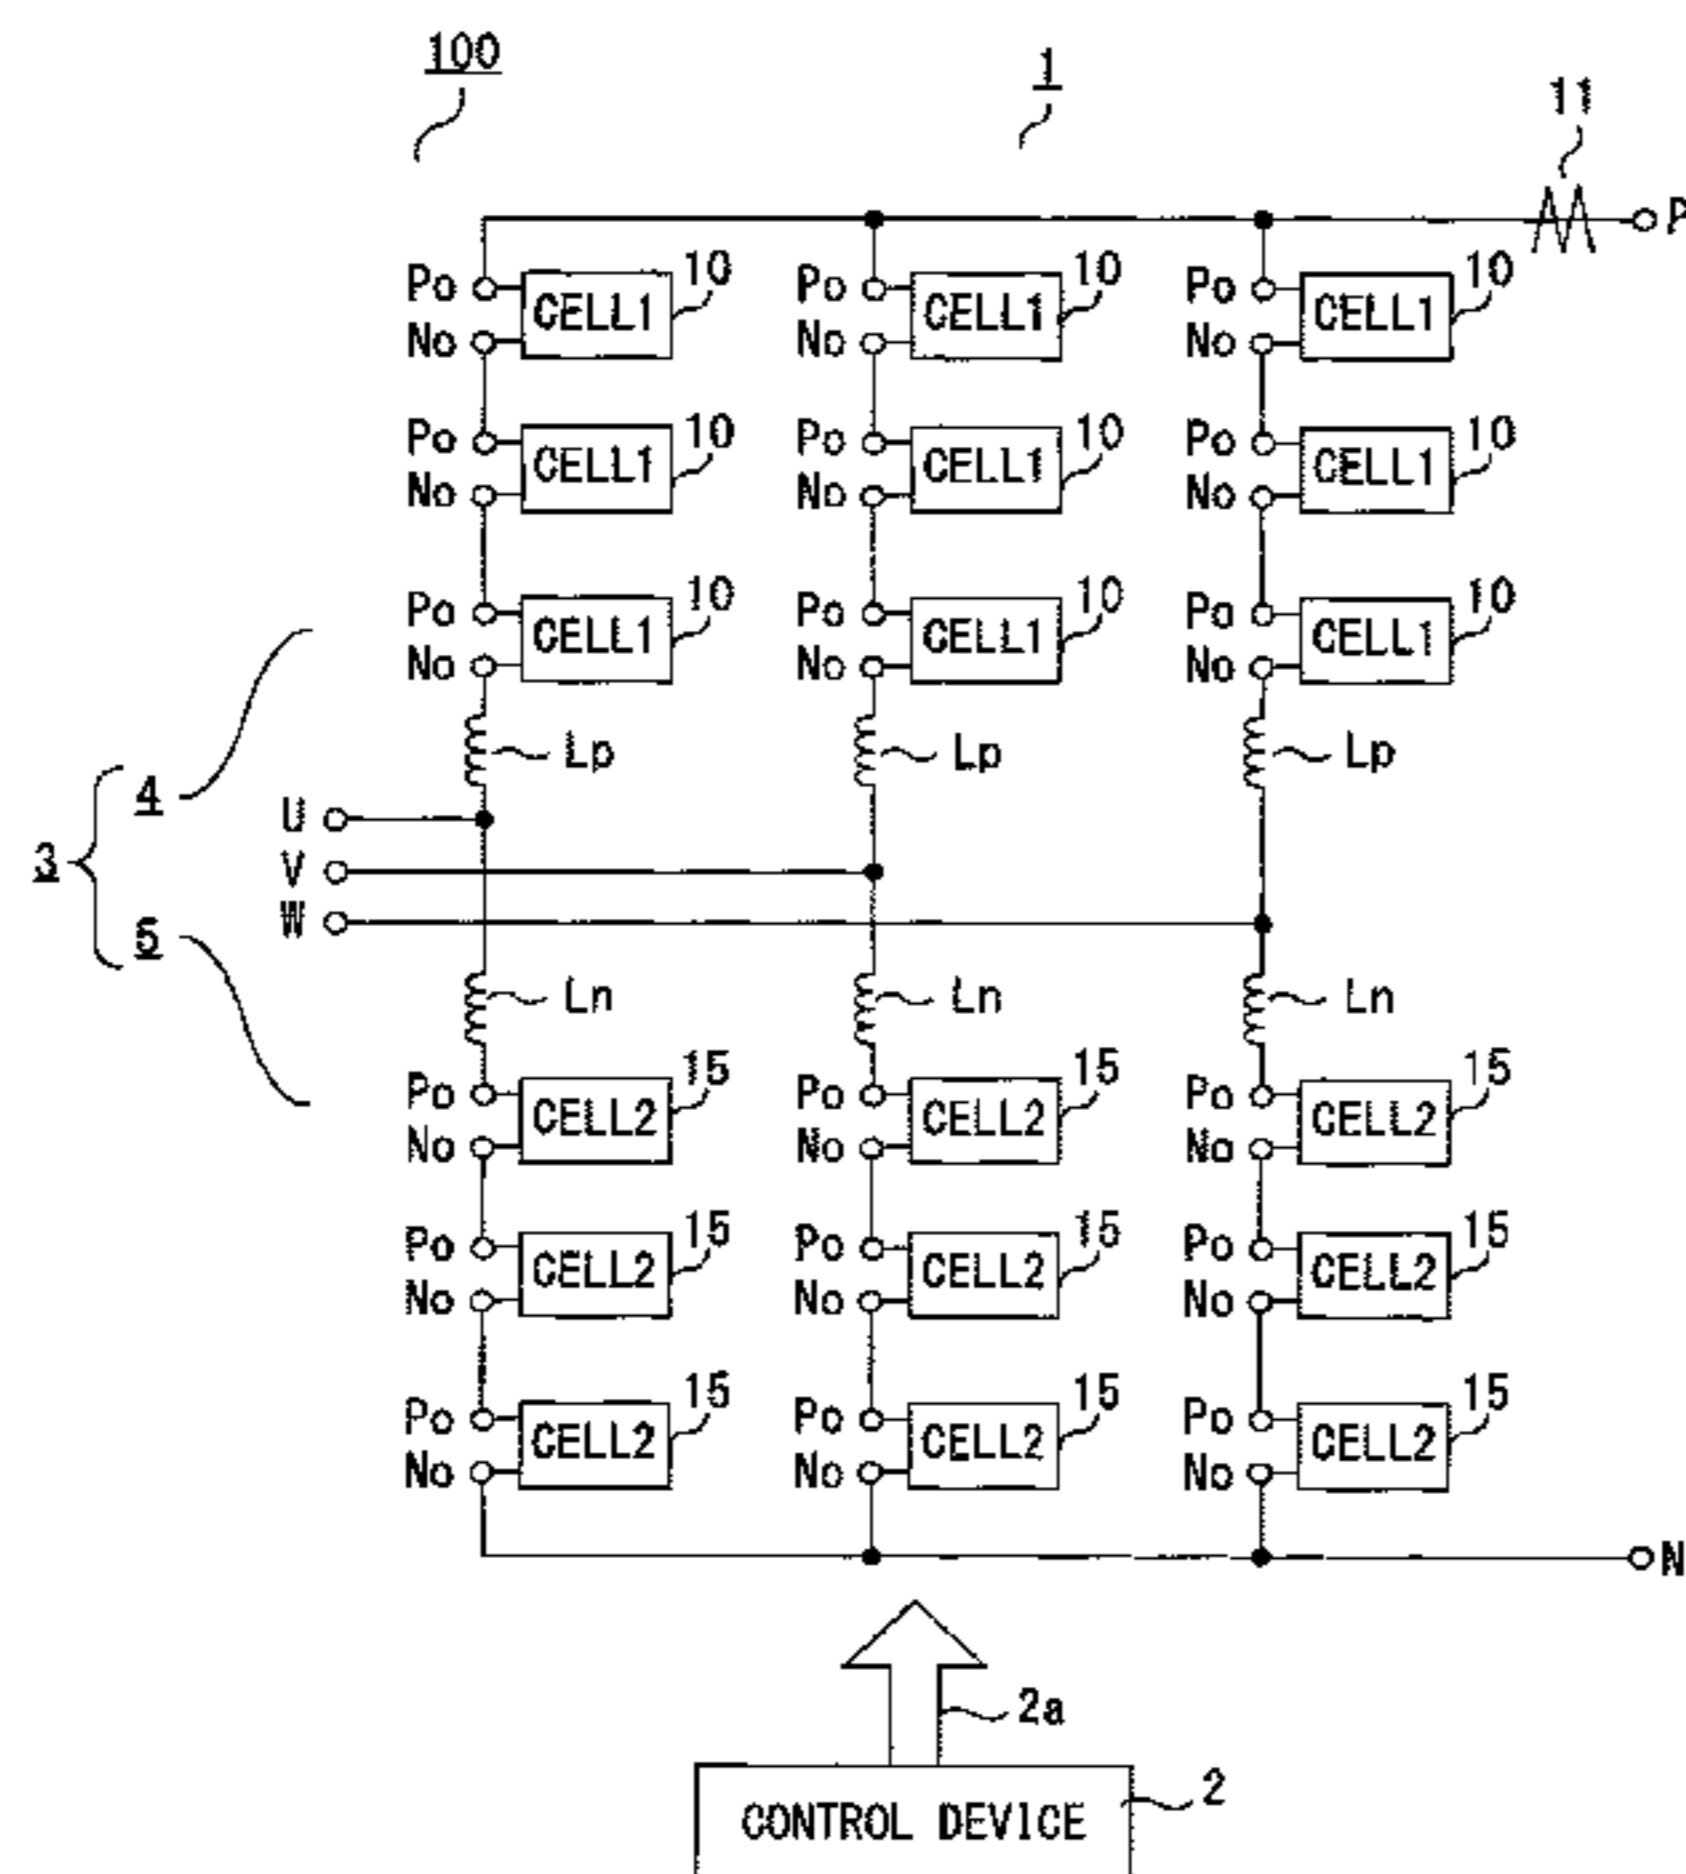 100 1 11
P
Po CELL1 10 Po CELL1 10 Po CELL1 10
No No No
Po CELL1 10 Po CELL1 10 Po CELL1 10
No No No
Po CELL1 10 Po CELL1 10 Po CELL1 10
No No No
Lp Lp Lp
4
U
3 V
W
5
Ln Ln Ln
Po CELL2 15 Po CELL2 15 Po CELL2 15
No No No
Po CELL2 15 Po CELL2 15 Po CELL2 15
No No No
Po CELL2 15 Po CELL2 15 Po CELL2 15
No No No
N
2a
CONTROL DEVICE 2